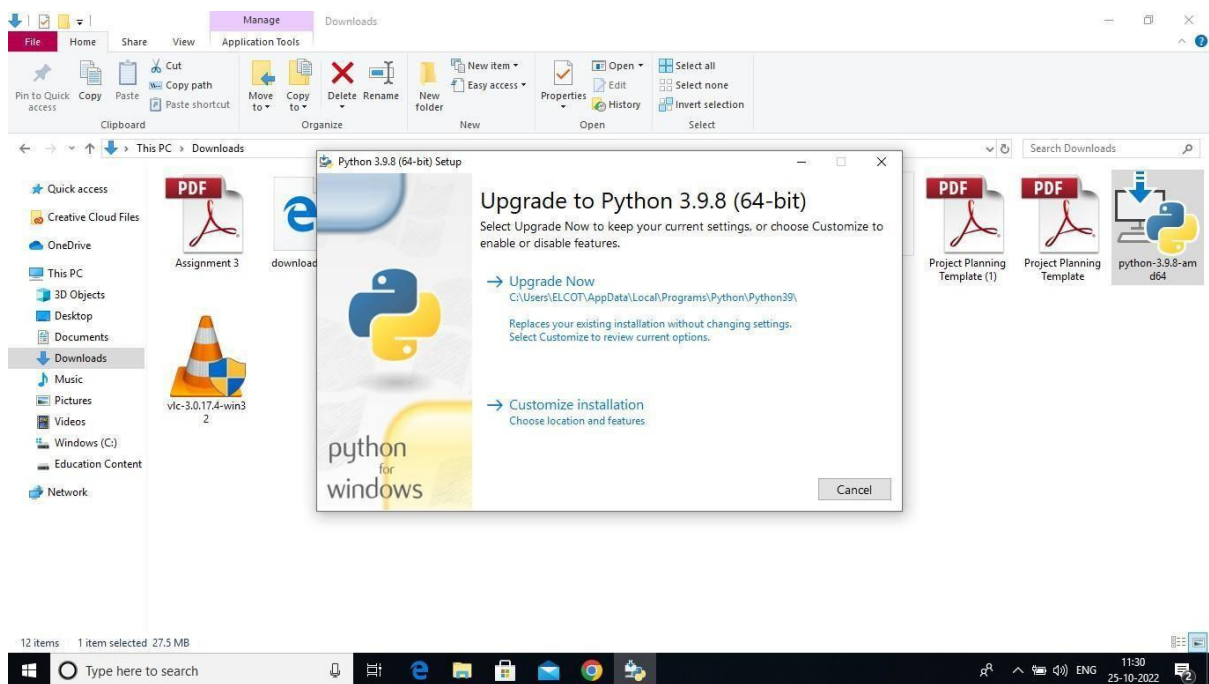 Manage
Downloads
File
Home
Share
View
Application Tools
Pin to Quick access
Copy
Paste
Cut
Copy path
Paste shortcut
Clipboard
Move to
Copy to
Delete
Rename
Organize
New folder
New item
Easy access
New
Properties
Open
Edit
History
Open
Select all
Select none
Invert selection
Select
This PC > Downloads
Search Downloads
Quick access
Creative Cloud Files
OneDrive
This PC
3D Objects
Desktop
Documents
Downloads
Music
Pictures
Videos
Windows (C:)
Education Content
Network
PDF
Assignment 3
download
vlc-3.0.17.4-win3
2
Python 3.9.8 (64-bit) Setup
Upgrade to Python 3.9.8 (64-bit)
Select Upgrade Now to keep your current settings, or choose Customize to
enable or disable features.
Upgrade Now
C:\Users\ELCOT\AppData\Local\Programs\Python\Python39\
Replaces your existing installation without changing settings.
Select Customize to review current options.
Customize installation
Choose location and features
python
for
windows
Cancel
PDF
Project Planning
Template (1)
PDF
Project Planning
Template
python-3.9.8-am
d64
12 items
1 item selected 27.5 MB
Type here to search
ENG
11:30
25-10-2022
2